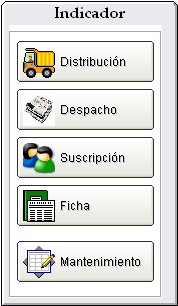 Indicador
Distribución
Despacho
Suscripción
Ficha
Mantenimiento